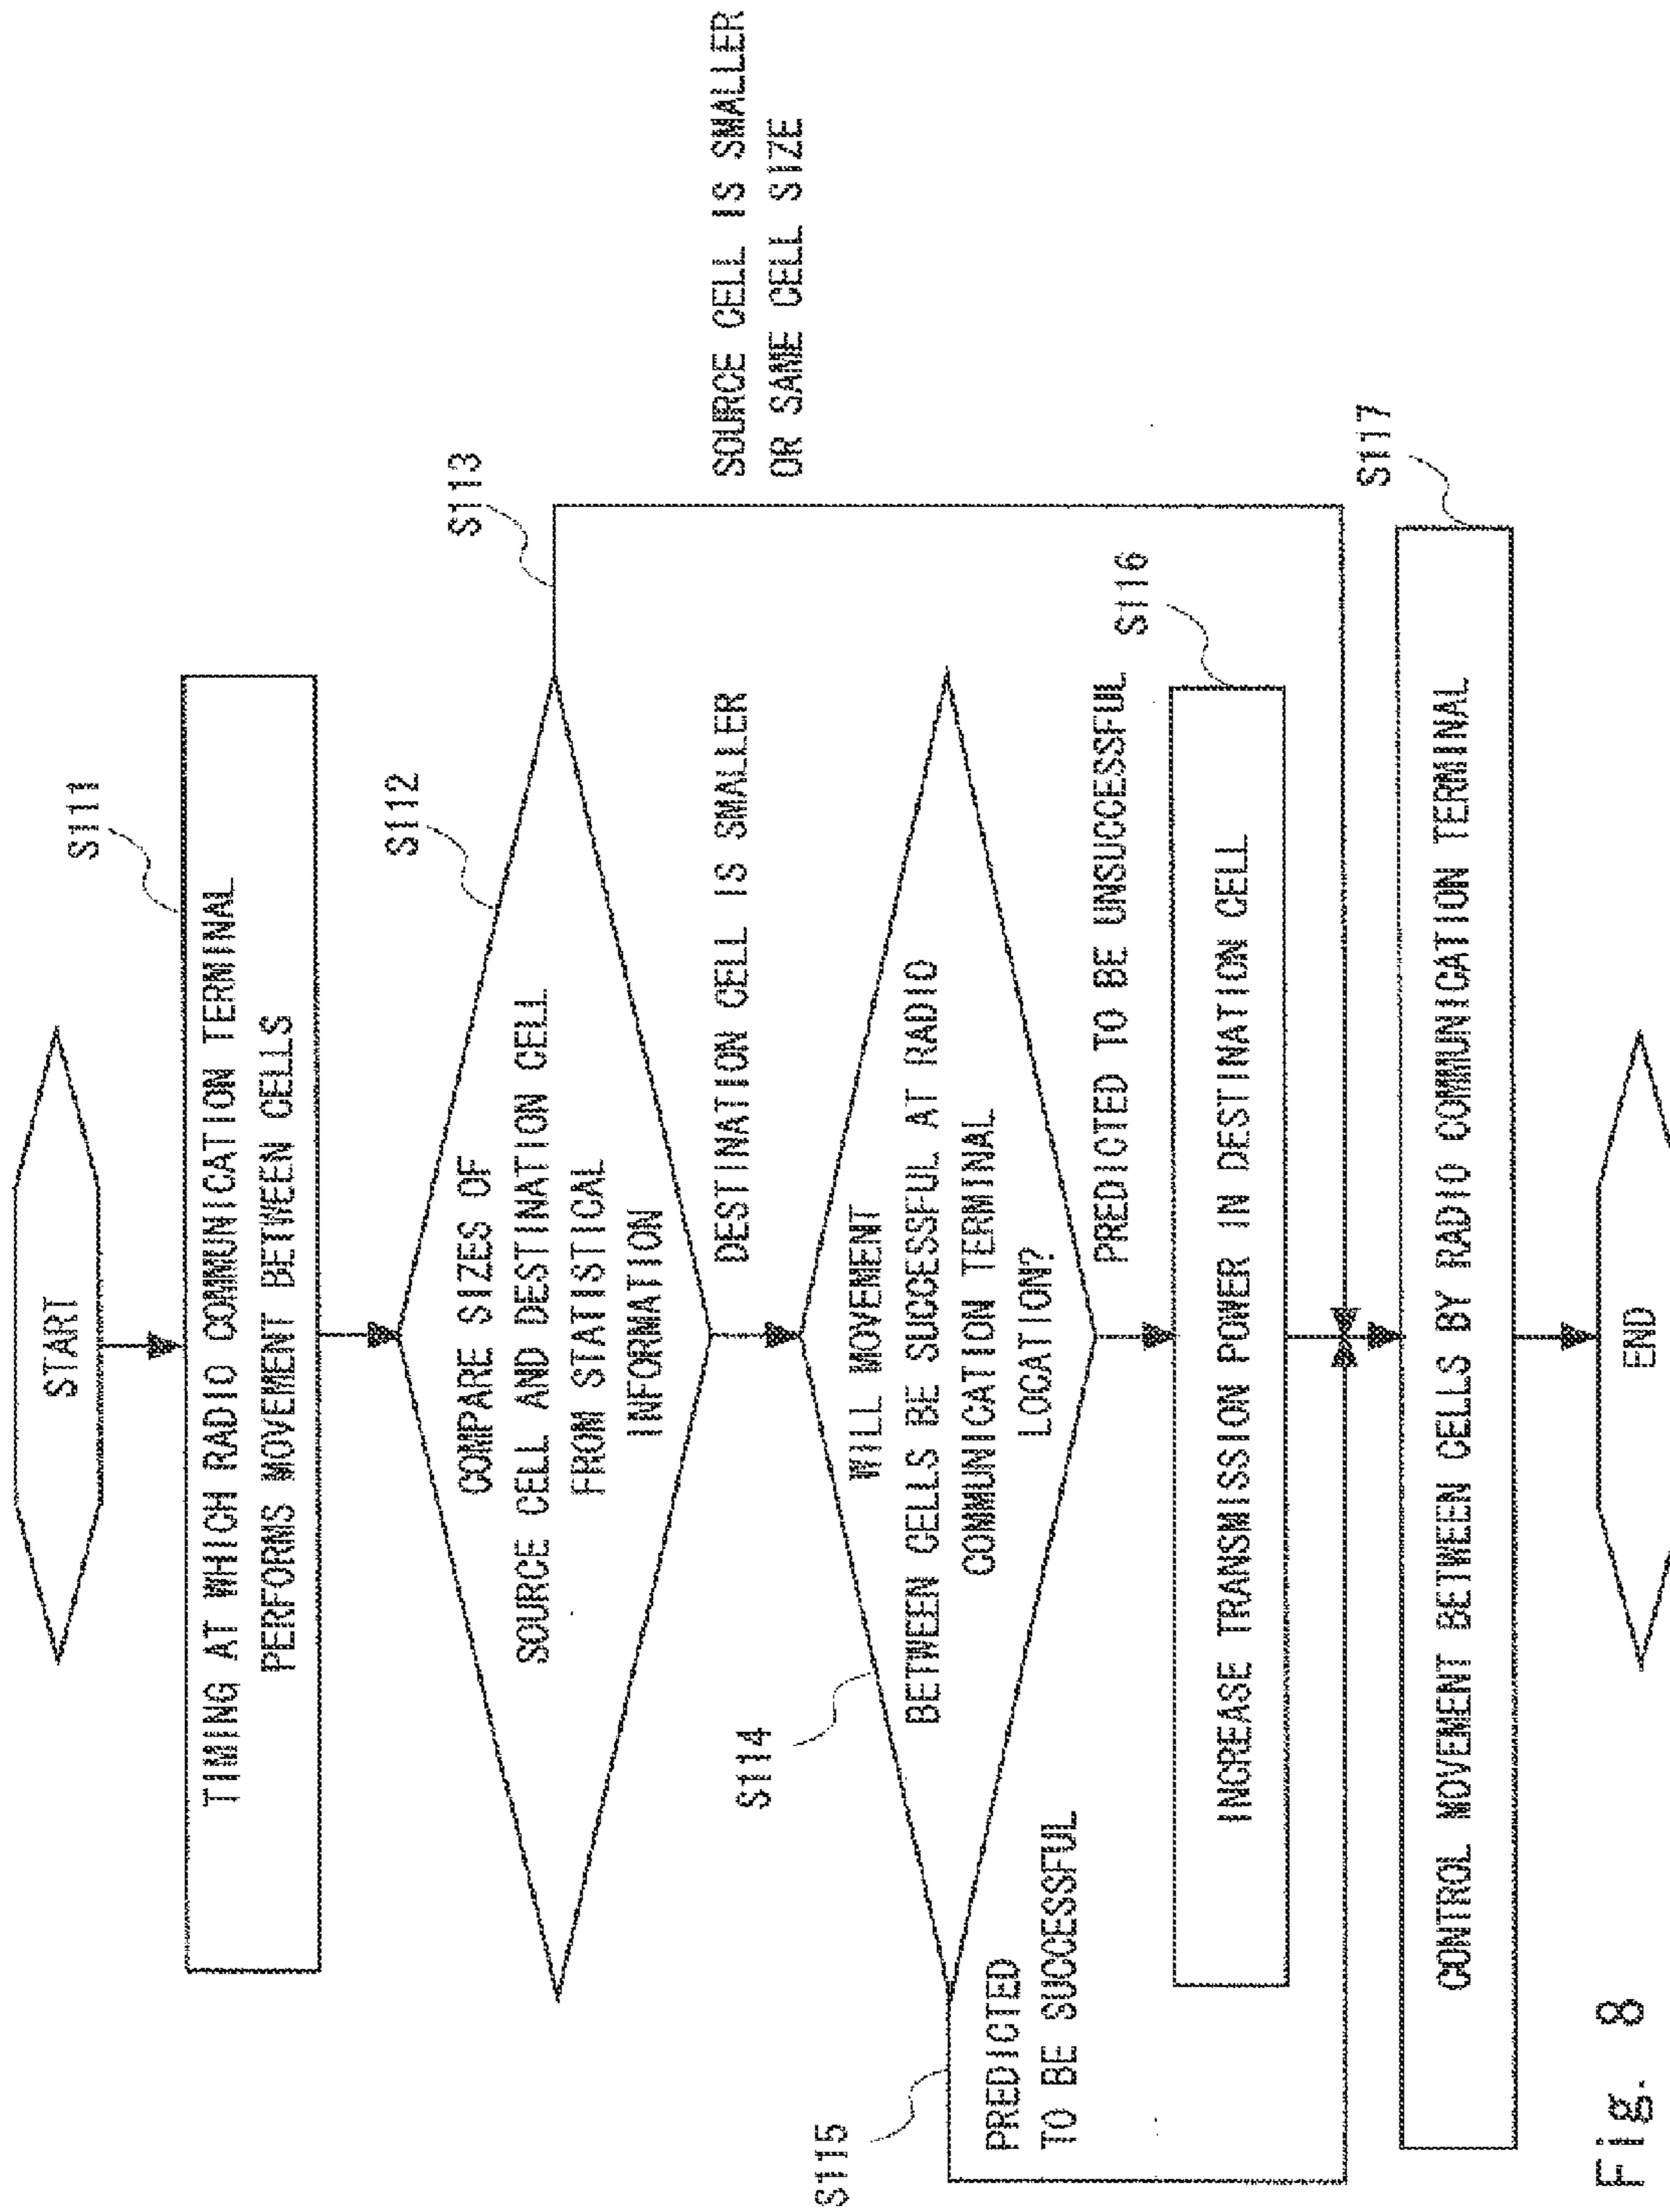 START
S111
TIMING AT WHICH RADIO COMMUNICATION TERMINAL
PERFORMS MOVEMENT BETWEEN CELLS
S112
COMPARE SIZES OF
SOURCE CELL AND DESTINATION CELL
FROM STATISTICAL
INFORMATION
S113
SOURCE CELL IS SMALLER
OR SAME CELL SIZE
DESTINATION CELL IS SMALLER
S114
WILL MOVEMENT
BETWEEN CELLS BE SUCCESSFUL AT RADIO
COMMUNICATION TERMINAL
LOCATION?
S115
PREDICTED
TO BE SUCCESSFUL
PREDICTED TO BE UNSUCCESSFUL
S116
INCREASE TRANSMISSION POWER IN DESTINATION CELL
S117
CONTROL MOVEMENT BETWEEN CELLS BY RADIO COMMUNICATION TERMINAL
END
Fig. 8